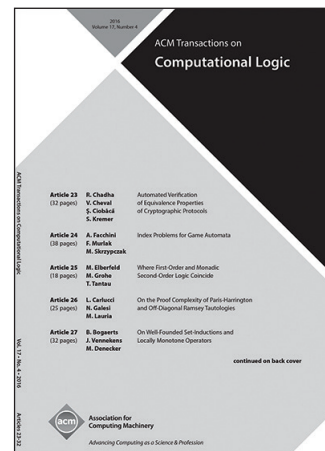 2016
Volume 17, Number 4
ACM Transactions on
Computational Logic
Article 23
(32 pages)
R. Chadha
V. Cheval
Ş. Ciobâcă
S. Kremer
Automated Verification
of Equivalence Properties
of Cryptographic Protocols
Article 24
(38 pages)
A. Facchini
F. Murlak
M. Skrzypczak
Index Problems for Game Automata
Article 25
(18 pages)
M. Elberfeld
M. Grohe
T. Tantau
Where First-Order and Monadic
Second-Order Logic Coincide
Article 26
(25 pages)
L. Carlucci
N. Galesi
M. Lauria
On the Proof Complexity of Paris-Harrington
and Off-Diagonal Ramsey Tautologies
Article 27
(32 pages)
B. Bogaerts
J. Vennekens
M. Denecker
On Well-Founded Set-Inductions and
Locally Monotone Operators
continued on back cover
acm
Association for
Computing Machinery
Advancing Computing as a Science & Profession
ACM Transactions on Computational Logic
Vol. 17 • No. 4 • 2016
Articles 23-32